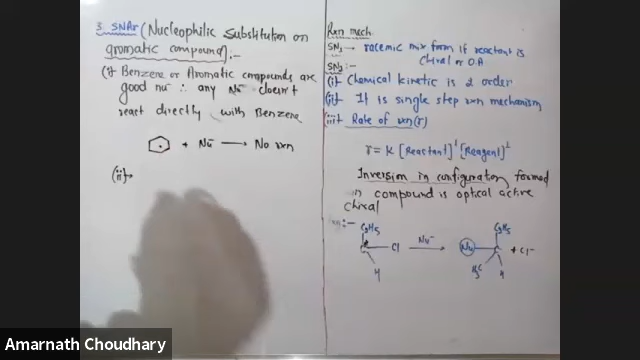 3. SNAr (Nucleophilic Substitution on
aromatic compound) :-
(i) Benzene or Aromatic compounds are
good nu⁻ ∴ any Nu⁻ doesn't
react directly with Benzene
+ Nu⁻ → No rxn
(ii)→
Rxn mech
SN1 → racemic mix form if reactant is
chiral or O.A
SN2 :-
(i) Chemical kinetic is 2 order
(ii) It is single step rxn mechanism
(iii) Rate of rxn (r)
r = K [Reactant]¹ [Reagent]¹
Inversion in configuration formed
in compound is optical active
chiral
C2H5 C2H5
C Cl Nu⁻ → Nu C + Cl⁻
H H3C H
Amarnath Choudhary